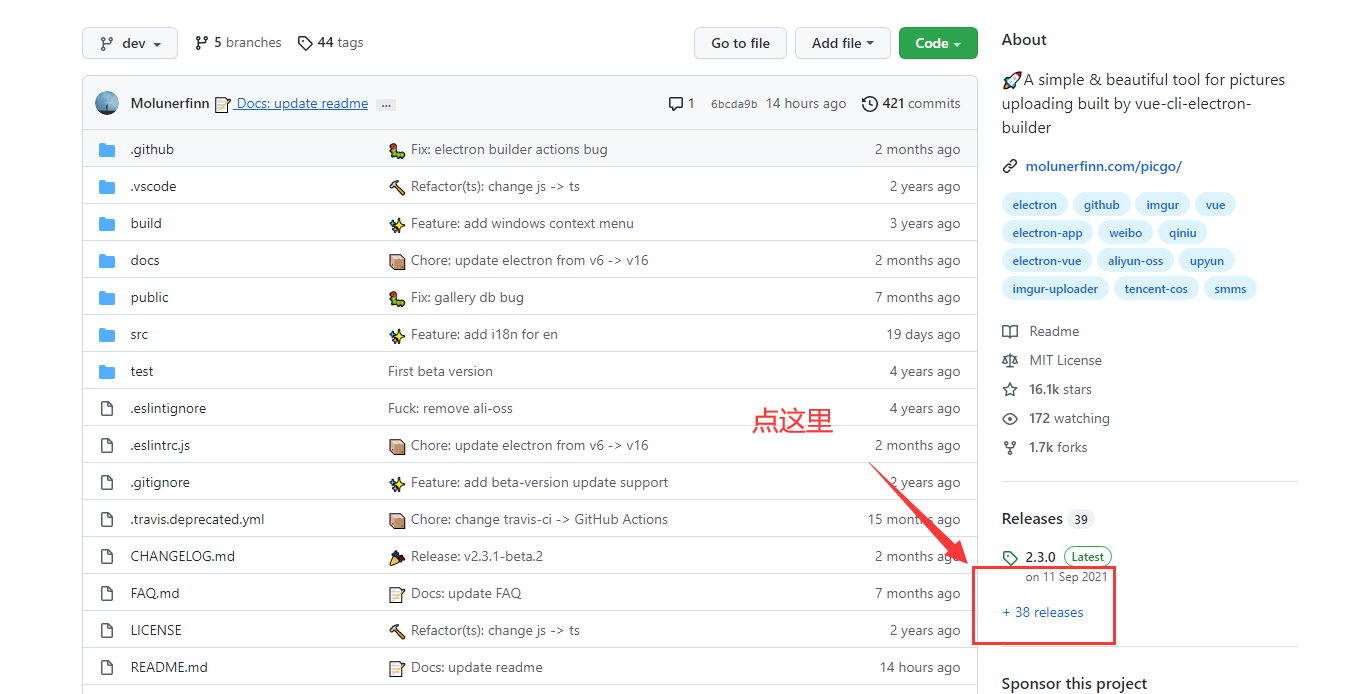 dev
5 branches
44 tags
Go to file
Add file
Code
Molunerfinn Docs: update readme ...
1 6bcda9b 14 hours ago 421 commits
.github Fix: electron builder actions bug 2 months ago
.vscode Refactor(ts): change js -> ts 2 years ago
build Feature: add windows context menu 3 years ago
docs Chore: update electron from v6 -> v16 2 months ago
public Fix: gallery db bug 7 months ago
src Feature: add i18n for en 19 days ago
test First beta version 4 years ago
.eslintignore Fuck: remove ali-oss 4 years ago
点这里
.eslintrc.js Chore: update electron from v6 -> v16 2 months ago
.gitignore Feature: add beta-version update support 2 years ago
.travis.deprecated.yml Chore: change travis-ci -> GitHub Actions 15 months ago
CHANGELOG.md Release: v2.3.1-beta.2 2 months ago
FAQ.md Docs: update FAQ 7 months ago
LICENSE Refactor(ts): change js -> ts 2 years ago
README.md Docs: update readme 14 hours ago
About
A simple & beautiful tool for pictures
uploading built by vue-cli-electron-
builder
molunerfinn.com/picgo/
electron github imgur vue
electron-app weibo qiniu
electron-vue aliyun-oss upyun
imgur-uploader tencent-cos smms
Readme
MIT License
16.1k stars
172 watching
1.7k forks
Releases 39
2.3.0 Latest
on 11 Sep 2021
+ 38 releases
Sponsor this project